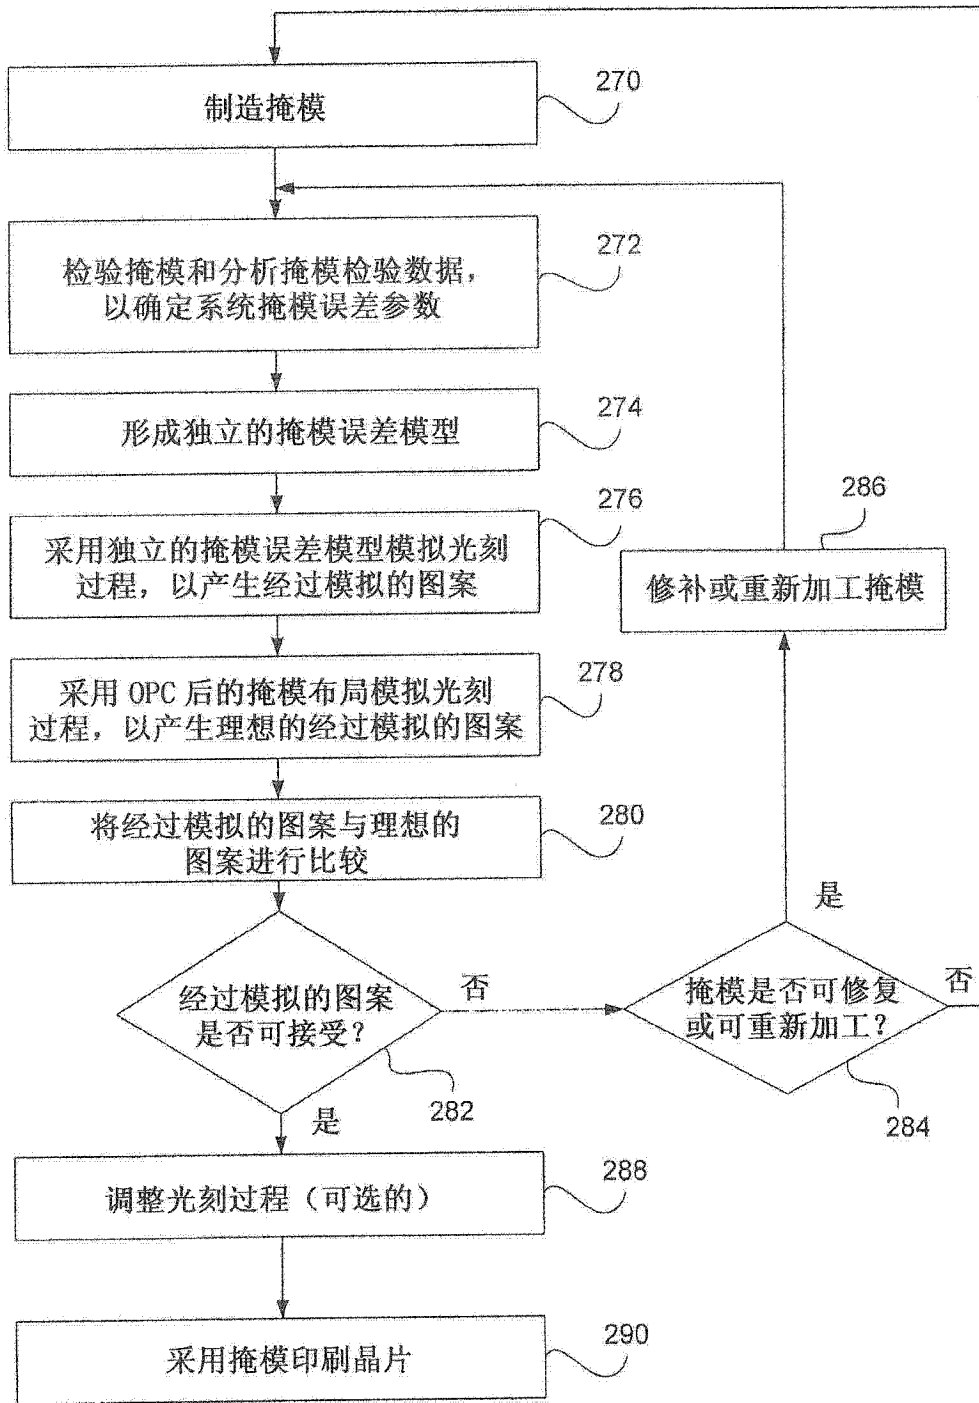 制造掩模
270
检验掩模和分析掩模检验数据，
以确定系统掩模误差参数
272
形成独立的掩模误差模型
274
采用独立的掩模误差模型模拟光刻
过程，以产生经过模拟的图案
276
286
修补或重新加工掩模
采用 OPC 后的掩模布局模拟光刻
过程，以产生理想的经过模拟的图案
278
将经过模拟的图案与理想的
图案进行比较
280
经过模拟的图案
是否可接受？
282
否
是
掩模是否可修复
或可重新加工？
284
是
否
调整光刻过程（可选的）
288
采用掩模印刷晶片
290